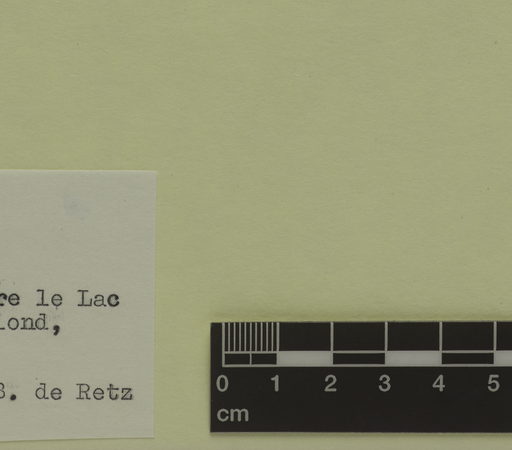 re le Lac
lond,
B. de Retz
0 1 2 3 4 5
cm